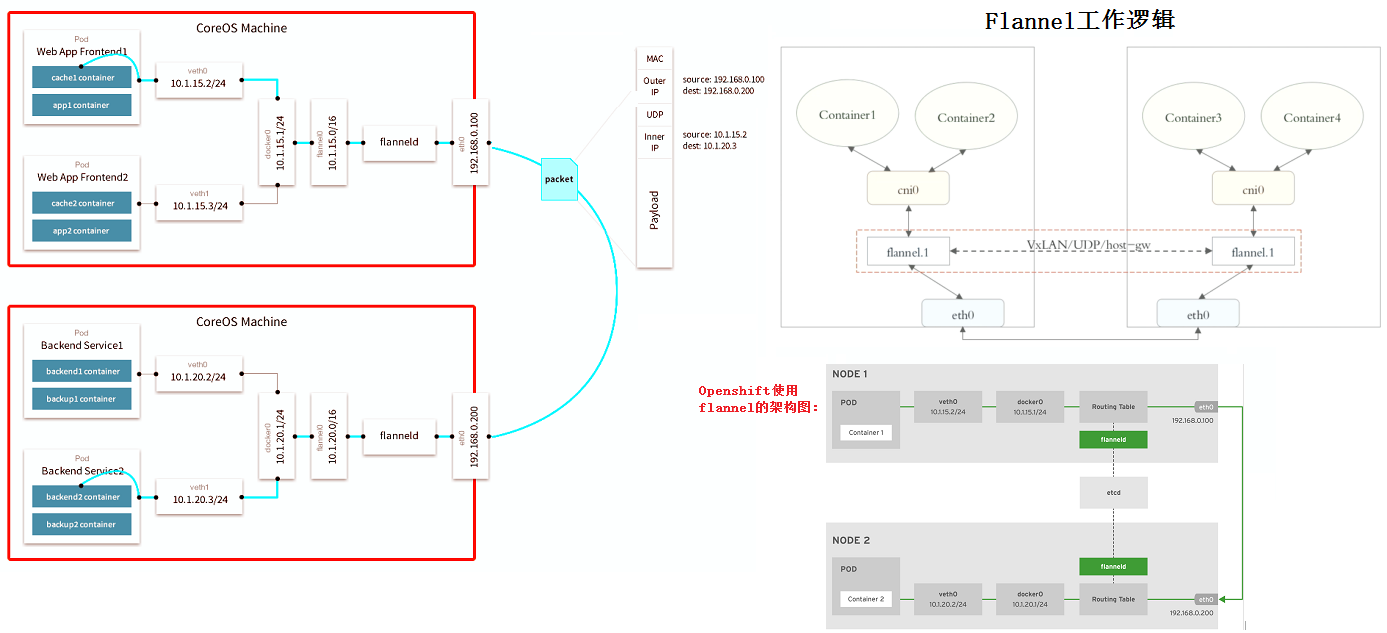 CoreOS Machine
Pod
Web App Frontend1
cache1 container
app1 container
veth0
10.1.15.2/24
Pod
Web App Frontend2
cache2 container
app2 container
veth1
10.1.15.3/24
docker0
10.1.15.1/24
flannel0
10.1.15.0/16
flanneld
eth0
192.168.0.100
packet
MAC
Outer
IP
source: 192.168.0.100
dest: 192.168.0.200
UDP
Inner
IP
source: 10.1.15.2
dest: 10.1.20.3
Payload
CoreOS Machine
Pod
Backend Service1
backend1 container
backup1 container
veth0
10.1.20.2/24
Pod
Backend Service2
backend2 container
backup2 container
veth1
10.1.20.3/24
docker0
10.1.20.1/24
flannel0
10.1.20.0/16
flanneld
eth0
192.168.0.200
Flannel工作逻辑
Container1
Container2
cni0
flannel.1
eth0
VxLAN/UDP/host-gw
Container3
Container4
cni0
flannel.1
eth0
Openshift使用
flannel的架构图：
NODE 1
POD
Container 1
veth0
10.1.15.2/24
docker0
10.1.15.1/24
Routing Table
eth0
192.168.0.100
flanneld
etcd
NODE 2
flanneld
POD
Container 2
veth0
10.1.20.2/24
docker0
10.1.20.1/24
Routing Table
eth0
192.168.0.200